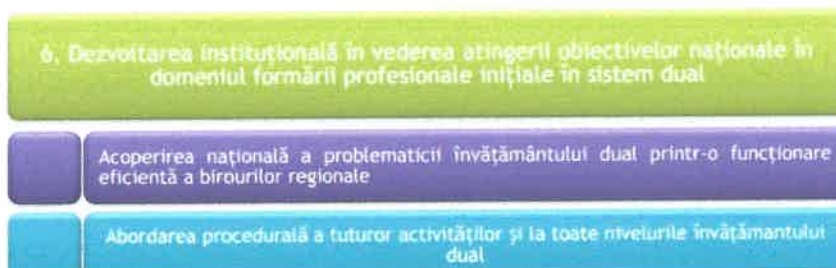 6. Dezvoltarea instituțională în vederea atingerii obiectivelor naționale în
domeniul formării profesionale inițiale în sistem dual
Acoperirea națională a problematicii învățământului dual printr-o funcționare
eficientă a birourilor regionale
Abordarea procedurală a tuturor activităților și la toate nivelurile învățamantului
dual